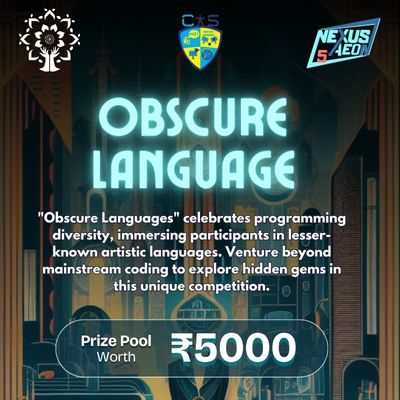 C★5
NEXUS
5 AEON
OBSCURE
LANGUAGE
"Obscure Languages" celebrates programming
diversity, immersing participants in lesser-
known artistic languages. Venture beyond
mainstream coding to explore hidden gems in
this unique competition.
Prize Pool
Worth
₹5000